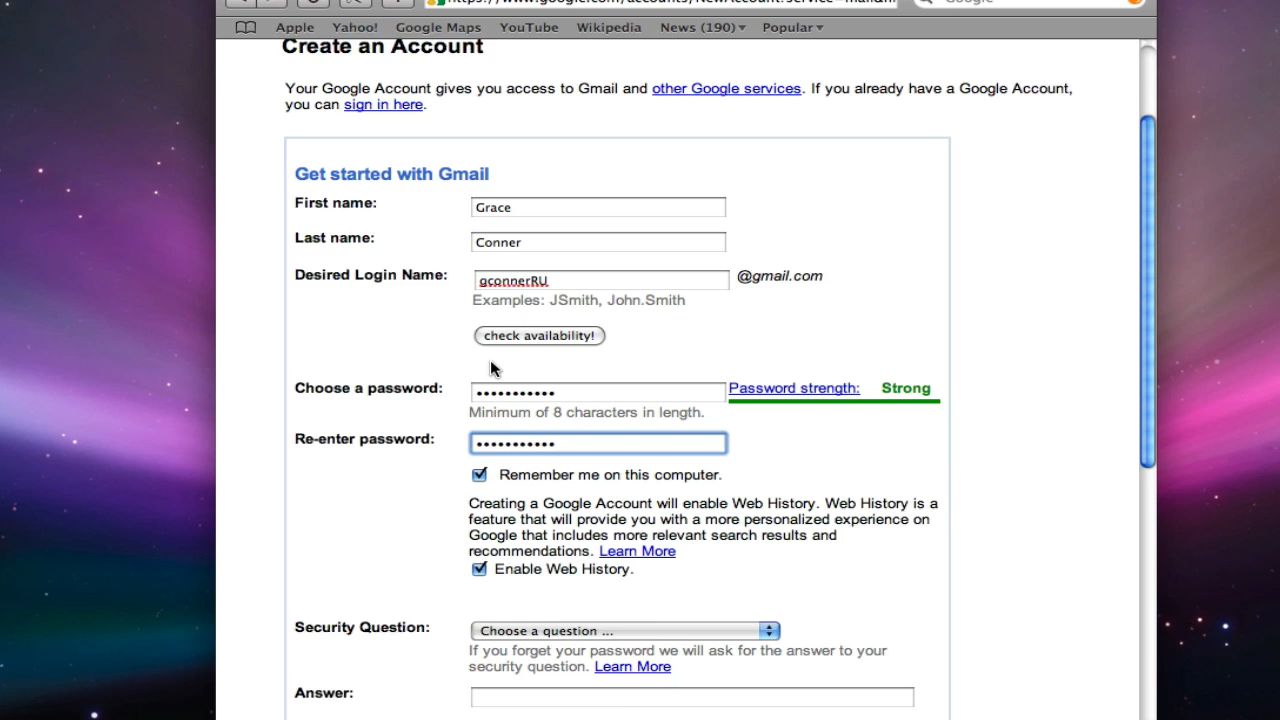 Google
Apple Yahoo! Google Maps YouTube Wikipedia News (190)▾ Popular▾
Create an Account
Your Google Account gives you access to Gmail and other Google services. If you already have a Google Account,
you can sign in here.
Get started with Gmail
First name: Grace
Last name: Conner
Desired Login Name: gconnerRU @gmail.com
Examples: JSmith, John.Smith
check availability!
Choose a password: ••••••••••• Password strength: Strong
Minimum of 8 characters in length.
Re-enter password: •••••••••••
Remember me on this computer.
Creating a Google Account will enable Web History. Web History is a
feature that will provide you with a more personalized experience on
Google that includes more relevant search results and
recommendations. Learn More
Enable Web History.
Security Question: Choose a question ...
If you forget your password we will ask for the answer to your
security question. Learn More
Answer: